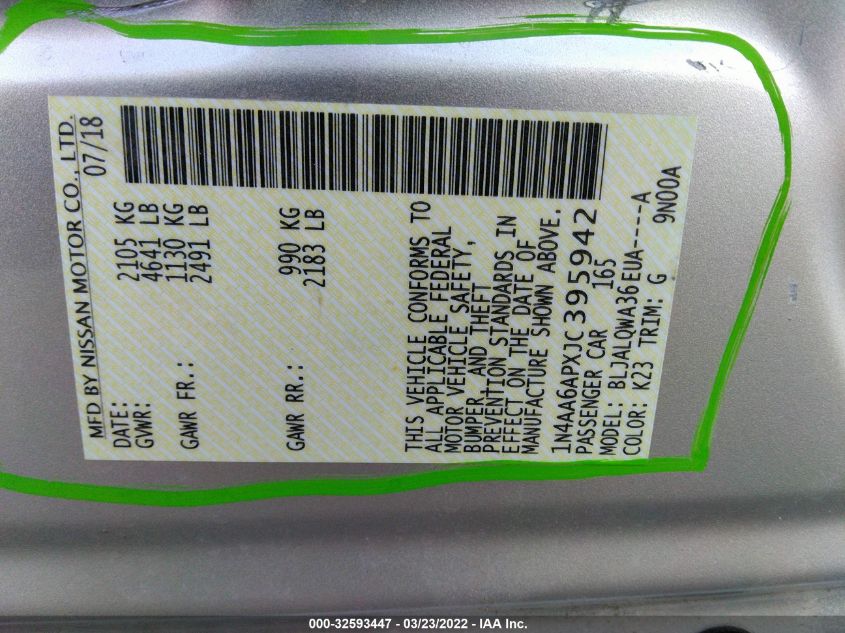 MFD BY NISSAN MOTOR CO., LTD.
DATE: 07/18
GVWR: 2105 KG
4641 LB
GAWR FR.: 1130 KG
2491 LB
GAWR RR.: 990 KG
2183 LB
THIS VEHICLE CONFORMS TO
ALL APPLICABLE FEDERAL
MOTOR VEHICLE SAFETY,
BUMPER, AND THEFT
PREVENTION STANDARDS IN
EFFECT ON THE DATE OF
MANUFACTURE SHOWN ABOVE.
1N4AA6APXJC395942
PASSENGER CAR 165
MODEL: BLJALQWA36EUA----A
COLOR: K23 TRIM: G 9N00A
000-32593447 - 03/23/2022 - IAA Inc.